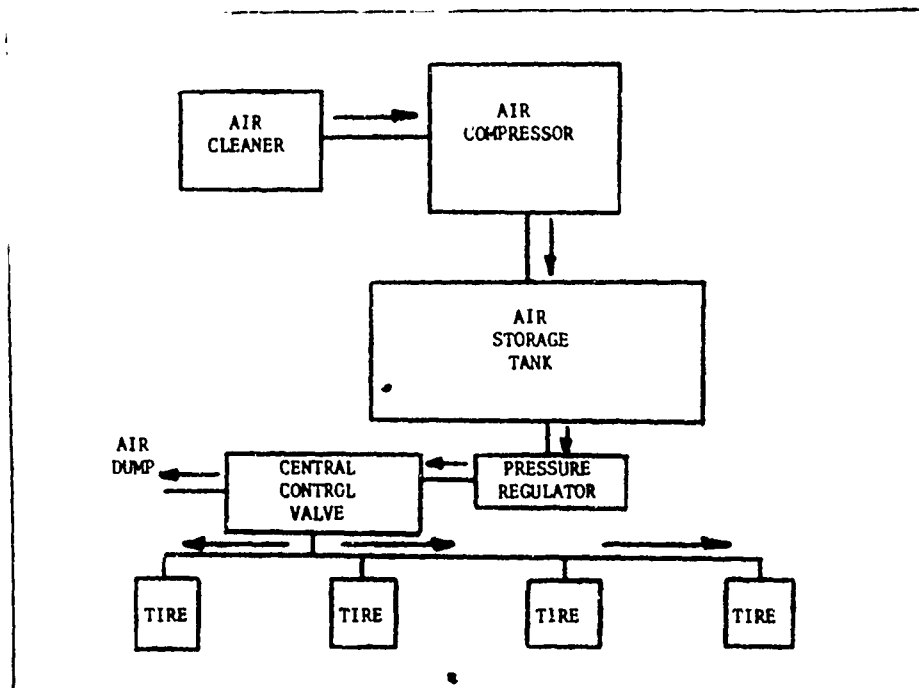 AIR
CLEANER
AIR
COMPRESSOR
AIR
STORAGE
TANK
AIR
DUMP
CENTRAL
CONTROL
VALVE
PRESSURE
REGULATOR
TIRE
TIRE
TIRE
TIRE